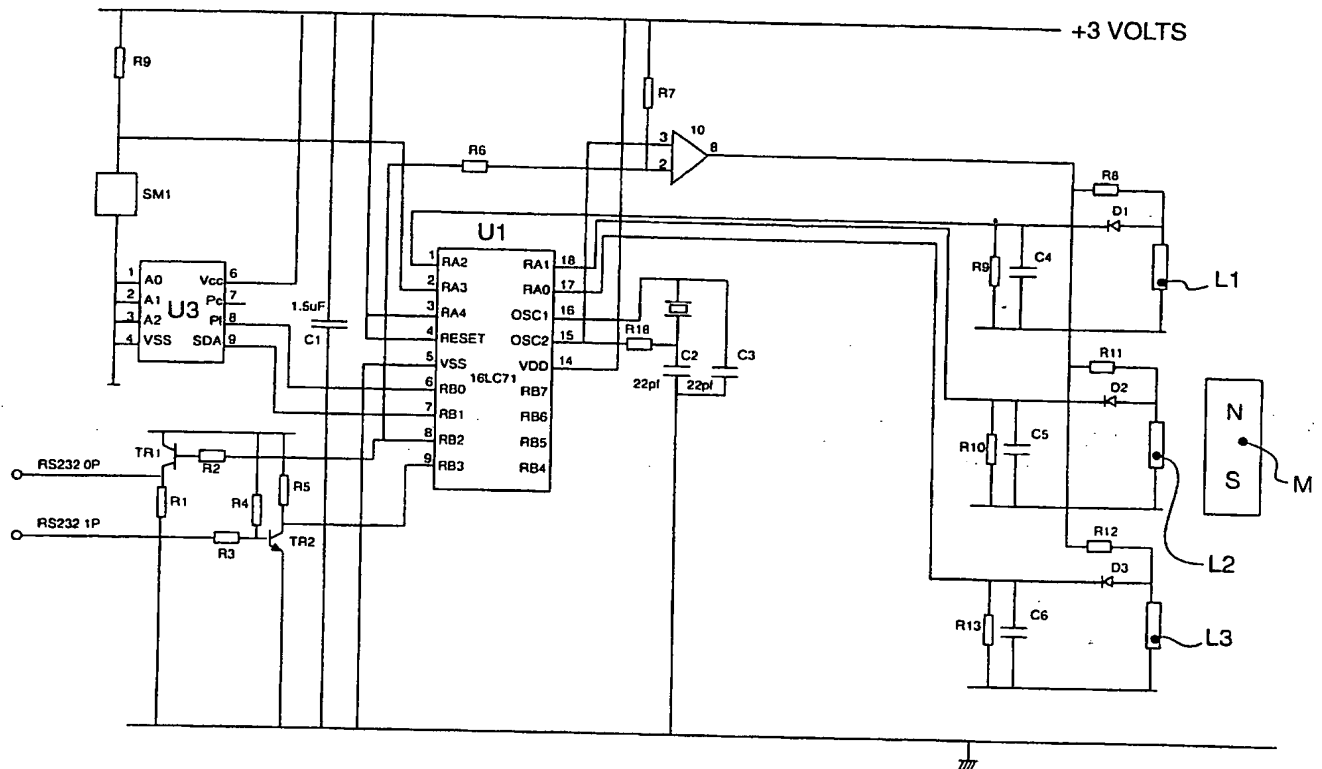 +3 VOLTS
R9
R7
10
3
8
2
R6
R8
SM1
D1
U1
1 RA2
RA1 18
2 RA3
RA0 17
3 RA4
OSC1 16
4 RESET
OSC2 15
5 VSS
VDD 14
16LC71
6 RB0
RB7
7 RB1
RB6
8 RB2
RB5
9 RB3
RB4
R9
C4
L1
1 A0
Vcc 6
2 A1
Pc 7
U3
3 A2
PI 8
4 VSS
SDA 9
1.5uF
C1
R18
C2
C3
22pf
22pf
R11
D2
R10
C5
N
S
M
L2
TR1
R2
RS232 0P
R1
R4
R5
RS232 1P
R3
TR2
R12
D3
R13
C6
L3